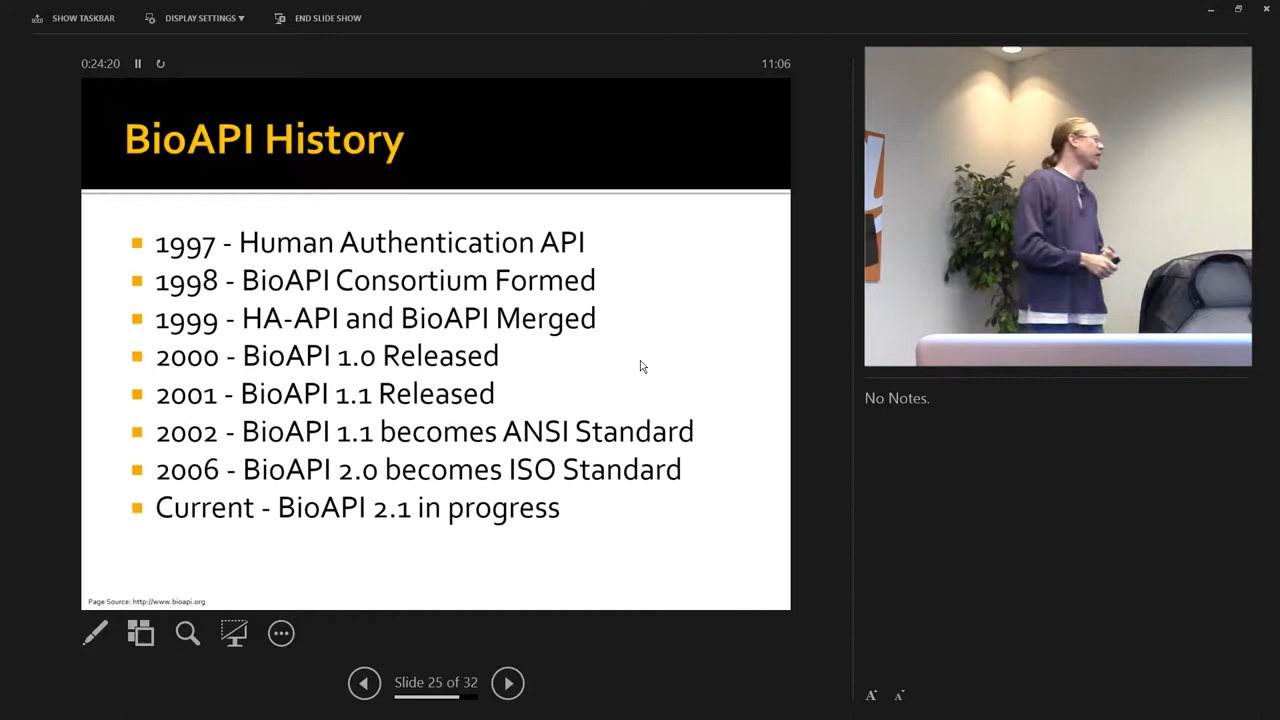 SHOW TASKBAR
DISPLAY SETTINGS ▼
END SLIDE SHOW
0:24:20
11:06
BioAPI History
1997 - Human Authentication API
1998 - BioAPI Consortium Formed
1999 - HA-API and BioAPI Merged
2000 - BioAPI 1.0 Released
2001 - BioAPI 1.1 Released
2002 - BioAPI 1.1 becomes ANSI Standard
2006 - BioAPI 2.0 becomes ISO Standard
Current - BioAPI 2.1 in progress
Page Source: http://www.bioapi.org
Slide 25 of 32
No Notes.
A A